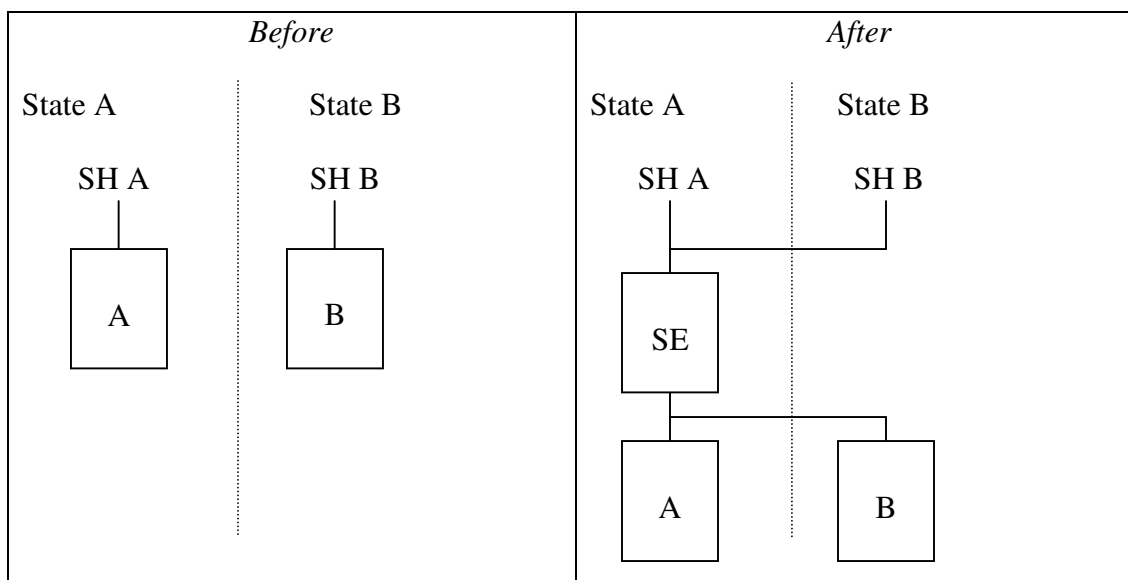 Before
State A State B
SH A SH B
A B
After
State A State B
SH A SH B
SE
A B